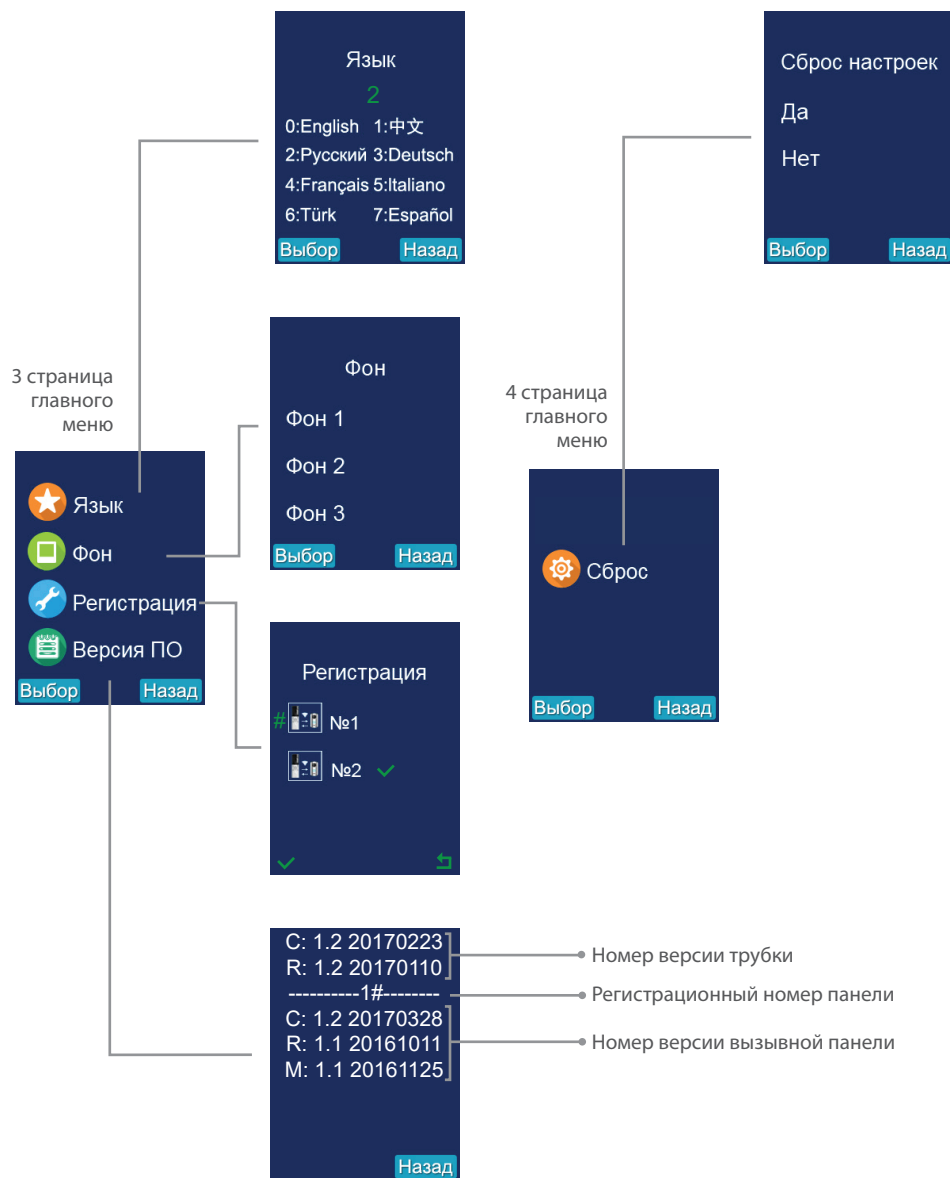 Язык
2
0:English 1:中文
2:Русский 3:Deutsch
4:Français 5:Italiano
6:Türk 7:Español
Выбор Назад
3 страница
главного
меню
Язык
Фон
Регистрация
Версия ПО
Выбор Назад
Фон
Фон 1
Фон 2
Фон 3
Выбор Назад
Регистрация
# №1
№2
C: 1.2 20170223
R: 1.2 20170110
----------1#--------
C: 1.2 20170328
R: 1.1 20161011
M: 1.1 20161125
Назад
Номер версии трубки
Регистрационный номер панели
Номер версии вызывной панели
Сброс настроек
Да
Нет
Выбор Назад
4 страница
главного
меню
Сброс
Выбор Назад